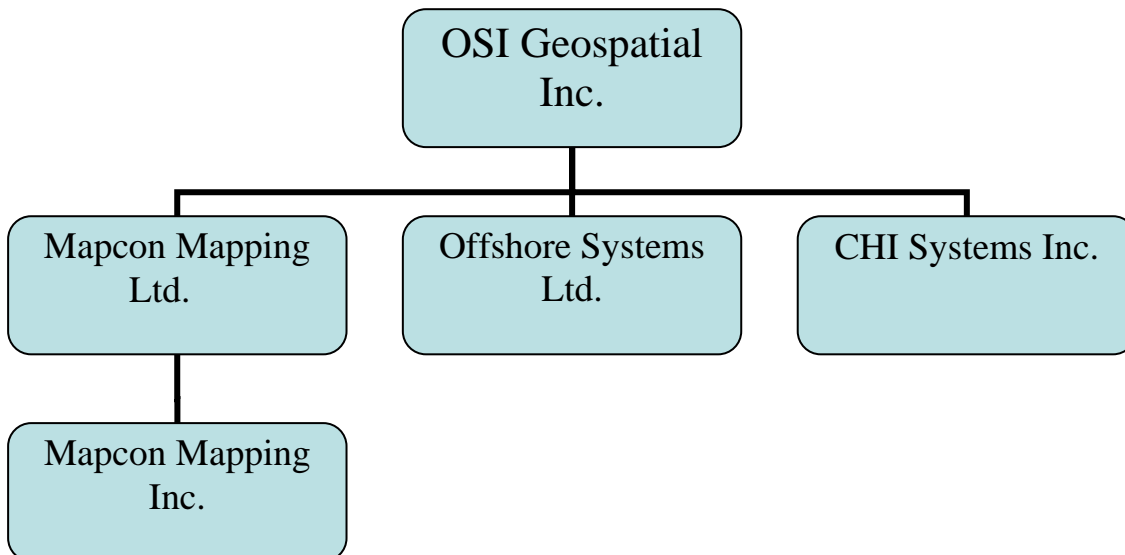 OSI Geospatial
Inc.
Mapcon Mapping
Ltd.
Offshore Systems
Ltd.
CHI Systems Inc.
Mapcon Mapping
Inc.